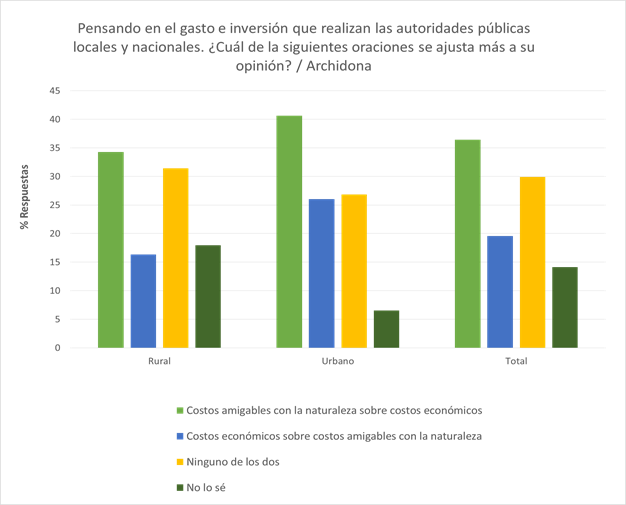 Pensando en el gasto e inversión que realizan las autoridades públicas
locales y nacionales. ¿Cuál de la siguientes oraciones se ajusta más a su
opinión? / Archidona
45
40
35
30
25
20
15
10
5
0
% Respuestas
Rural
Urbano
Total
Costos amigables con la naturaleza sobre costos económicos
Costos económicos sobre costos amigables con la naturaleza
Ninguno de los dos
No lo sé